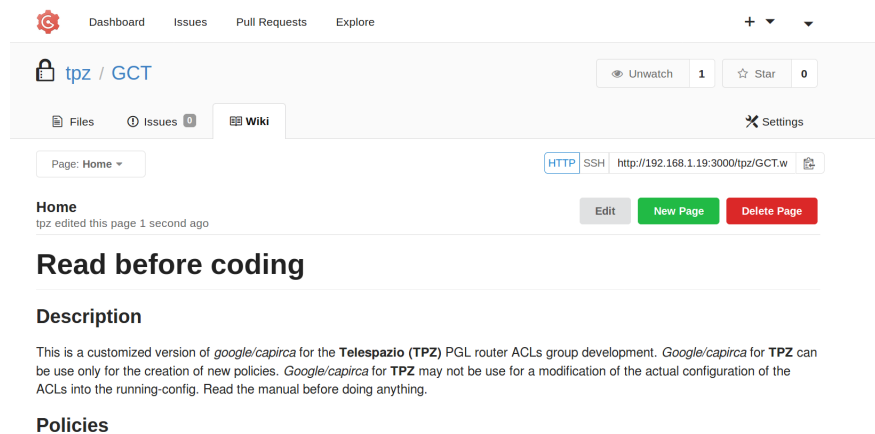 Dashboard Issues Pull Requests Explore +
tpz / GCT
Unwatch 1 Star 0
Files Issues 0 Wiki Settings
Page: Home
HTTP SSH http://192.168.1.19:3000/tpz/GCT.w
Home
tpz edited this page 1 second ago
Edit New Page Delete Page
Read before coding
Description
This is a customized version of google/capirca for the Telespazio (TPZ) PGL router ACLs group development. Google/capirca for TPZ can
be use only for the creation of new policies. Google/capirca for TPZ may not be use for a modification of the actual configuration of the
ACLs into the running-config. Read the manual before doing anything.
Policies